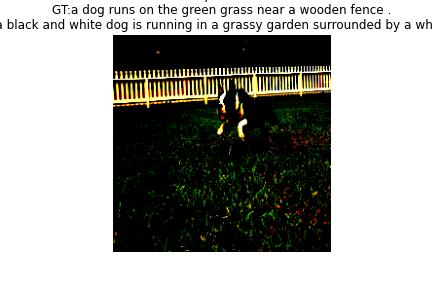 GT:a dog runs on the green grass near a wooden fence .
a black and white dog is running in a grassy garden surrounded by a wh